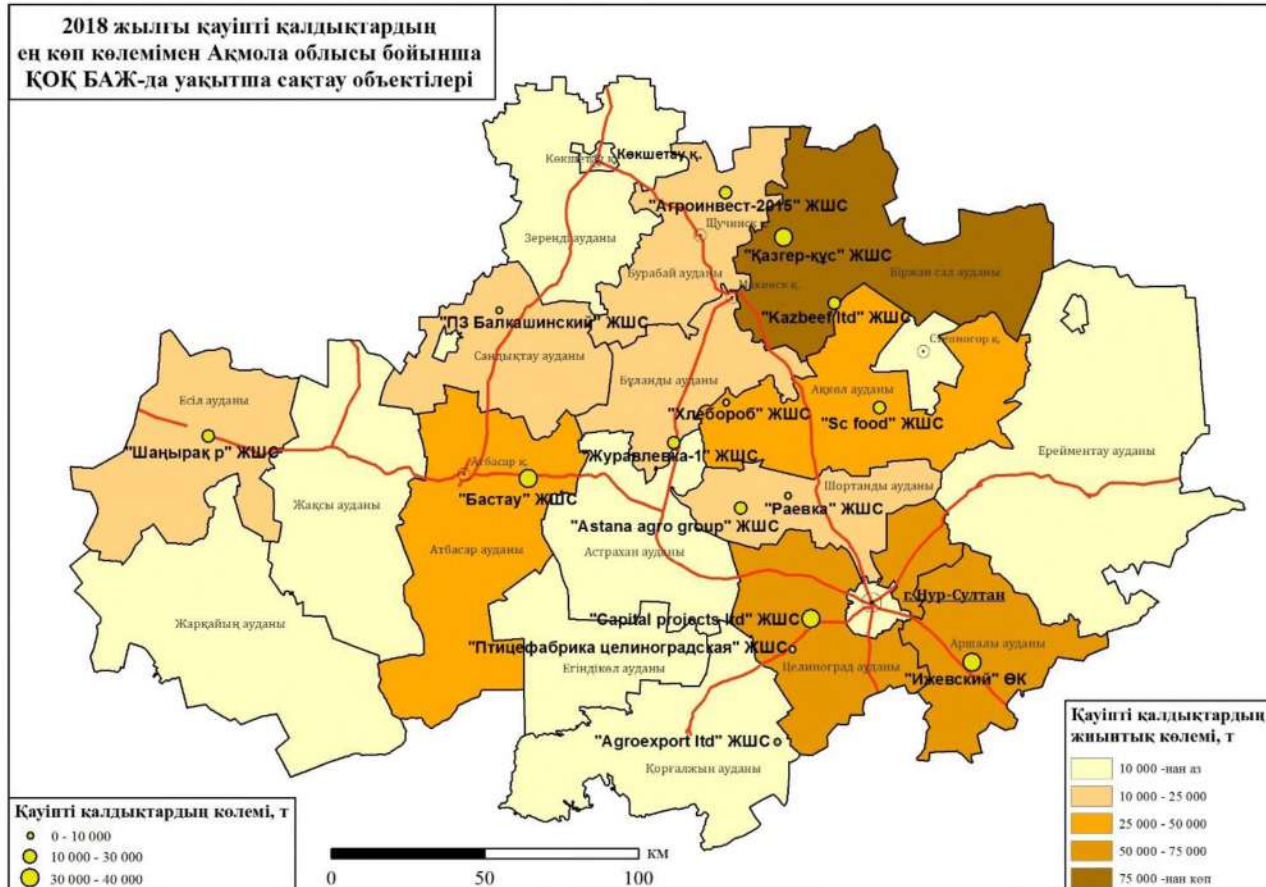 2018 жылғы қауіпті қалдықтардың
ең көп көлемімен Ақмола облысы бойынша
ҚОҚ БАЖ-да уақытша сақтау объектілері
Көкшетау қ.
Көкшетау қ.
"Агроинвест-2015" ЖШС
Щучинск қ.
Зеренді ауданы
"Қазгер-құс" ЖШС
Бурабай ауданы
Біржан сал ауданы
Макинск қ.
"Kazbeef ltd" ЖШС
"ПЗ Балкашинский" ЖШС
Степногор қ.
Сандықтау ауданы
Бұланды ауданы
Ақкөл ауданы
Есіл ауданы
"Хлебороб" ЖШС
"Sc food" ЖШС
"Шаңырақ р" ЖШС
"Журавлевка-1" ЖЩС
Ерейментау ауданы
Атбасар қ.
Шортанды ауданы
"Бастау" ЖШС
Жақсы ауданы
"Раевка" ЖШС
"Astana agro group" ЖШС
Атбасар ауданы
Астрахан ауданы
г.Нур-Султан
"Capital projects ltd" ЖШС
Жарқайың ауданы
Аршалы ауданы
"Птицефабрика целиноградская" ЖШС
Егіндікөл ауданы
Целиноград ауданы
"Ижевский" ӨК
"Agroexport ltd" ЖШС
Қорғалжын ауданы
Қауіпті қалдықтардың көлемі, т
0 - 10 000
10 000 - 30 000
30 000 - 40 000
км
0 50 100
Қауіпті қалдықтардың
жиынтық көлемі, т
10 000 -нан аз
10 000 - 25 000
25 000 - 50 000
50 000 - 75 000
75 000 -нан көп